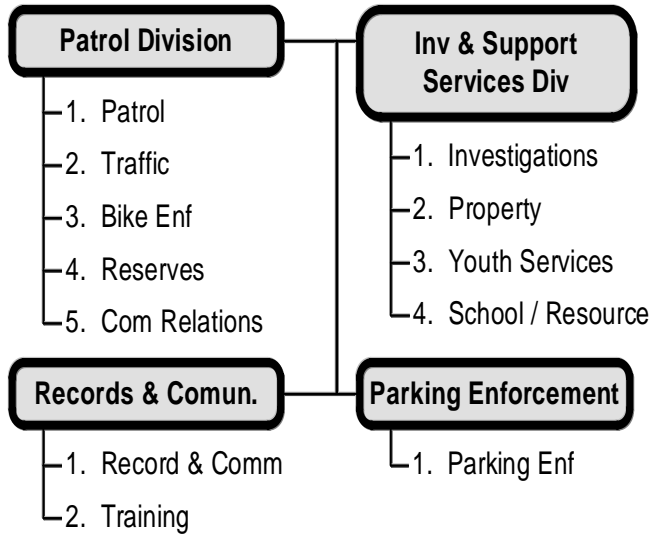 Patrol Division
1. Patrol
2. Traffic
3. Bike Enf
4. Reserves
5. Com Relations
Inv & Support
Services Div
1. Investigations
2. Property
3. Youth Services
4. School / Resource
Records & Comun.
1. Record & Comm
2. Training
Parking Enforcement
1. Parking Enf